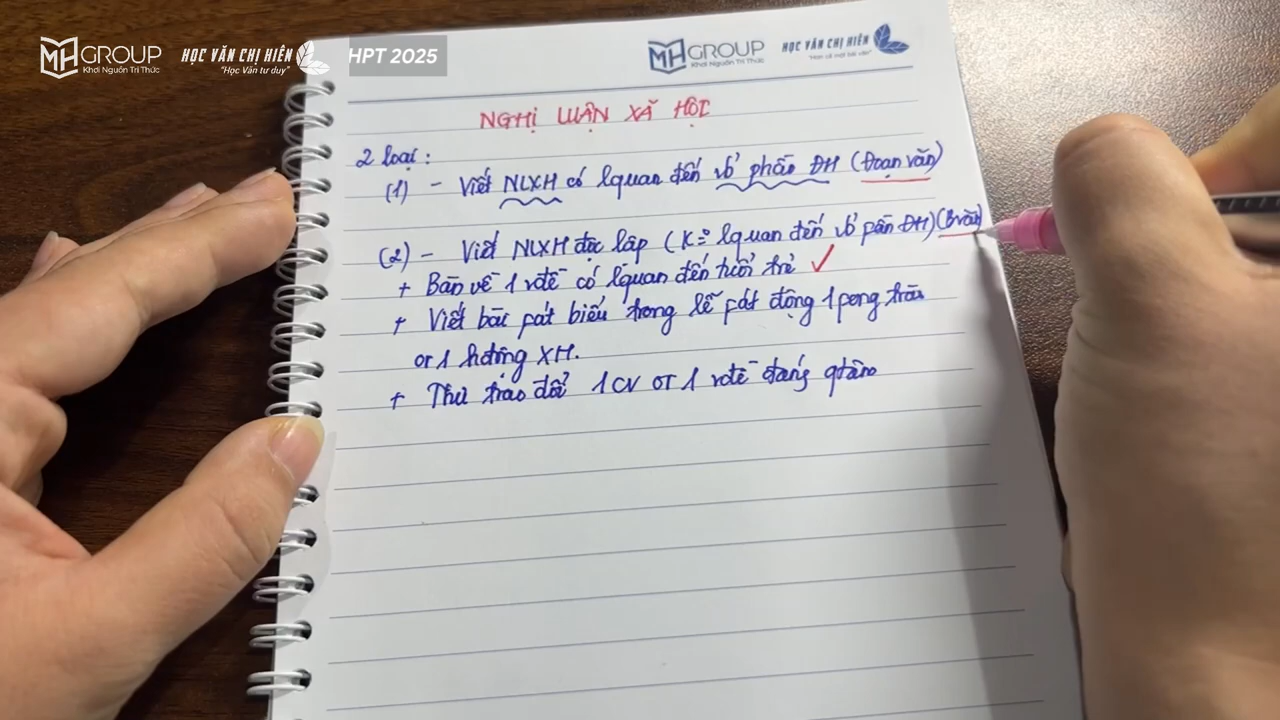 MH GROUP
Khơi Nguồn Tri Thức
HỌC VĂN CHỊ HIÊN
"Học Văn tư duy"
HPT 2025
MH GROUP
Khơi Nguồn Tri Thức
HỌC VĂN CHỊ HIÊN
NGHỊ LUẬN XÃ HỘI
2 loại :
(1) - Viết NLXH có lquan đến vb' phần ĐH (Đoạn văn)
(2) - Viết NLXH độc lập (K: lquan đến vb' pần ĐH) (Bvăn)
+ Bàn về 1 vđề có lquan đến tuổi trẻ ✓
+ Viết bài pát biểu trong lễ pát động 1 pong trào
or 1 hđộng XH.
+ Thư trao đổi 1 CV or 1 vđề đáng qtâm